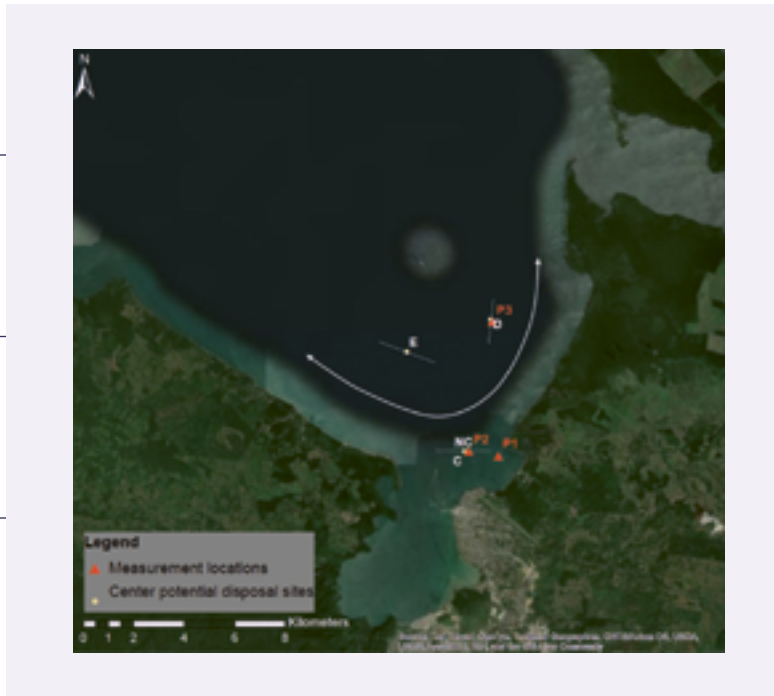 N
P3
D
E
NC P2 P1
C
Legend
Measurement locations
Center potential disposal sites
Kilometers
0 1 2 4 6 8